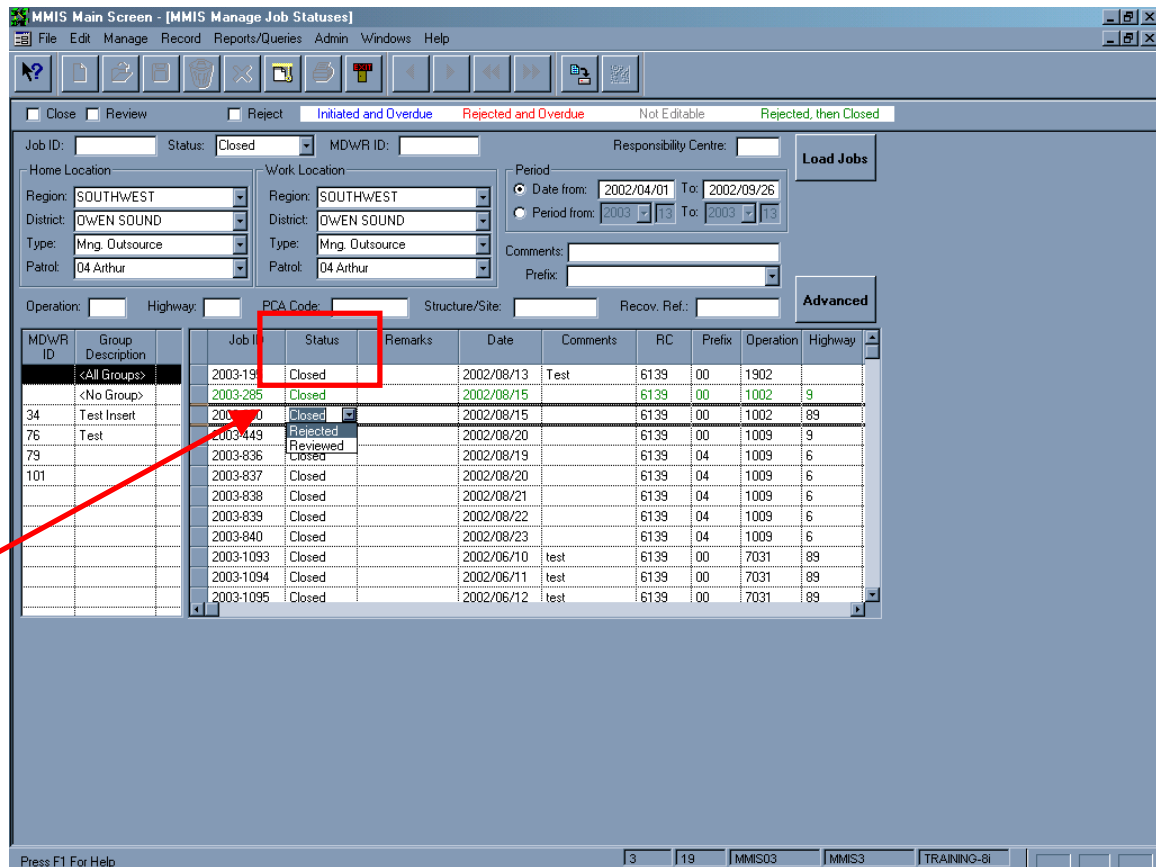 MMIS Main Screen - [MMIS Manage Job Statuses]
File Edit Manage Record Reports/Queries Admin Windows Help
EXIT
Close Review Reject Initiated and Overdue Rejected and Overdue Not Editable Rejected, then Closed
Job ID: Status: Closed MDWR ID: Responsibility Centre: Load Jobs
Home Location Work Location Period
Region: SOUTHWEST Region: SOUTHWEST Date from: 2002/04/01 To: 2002/09/26
District: OWEN SOUND District: OWEN SOUND Period from: 2003 13 To: 2003 13
Type: Mng. Outsource Type: Mng. Outsource Comments:
Patrol: 04 Arthur Patrol: 04 Arthur Prefix:
Operation: Highway: PCA Code: Structure/Site: Recov. Ref.: Advanced
MDWR ID Group Description Job ID Status Remarks Date Comments RC Prefix Operation Highway
<All Groups> 2003-195 Closed 2002/08/13 Test 6139 00 1902
<No Group> 2003-285 Closed 2002/08/15 6139 00 1002 9
34 Test Insert Closed 2002/08/15 6139 00 1002 89
76 Test 2003-449 Rejected 2002/08/20 6139 00 1009 9
Reviewed
79 2003-836 Closed 2002/08/19 6139 04 1009 6
101 2003-837 Closed 2002/08/20 6139 04 1009 6
2003-838 Closed 2002/08/21 6139 04 1009 6
2003-839 Closed 2002/08/22 6139 04 1009 6
2003-840 Closed 2002/08/23 6139 04 1009 6
2003-1093 Closed 2002/06/10 test 6139 00 7031 89
2003-1094 Closed 2002/06/11 test 6139 00 7031 89
2003-1095 Closed 2002/06/12 test 6139 00 7031 89
Press F1 For Help 3 19 MMIS03 MMIS3 TRAINING-8i